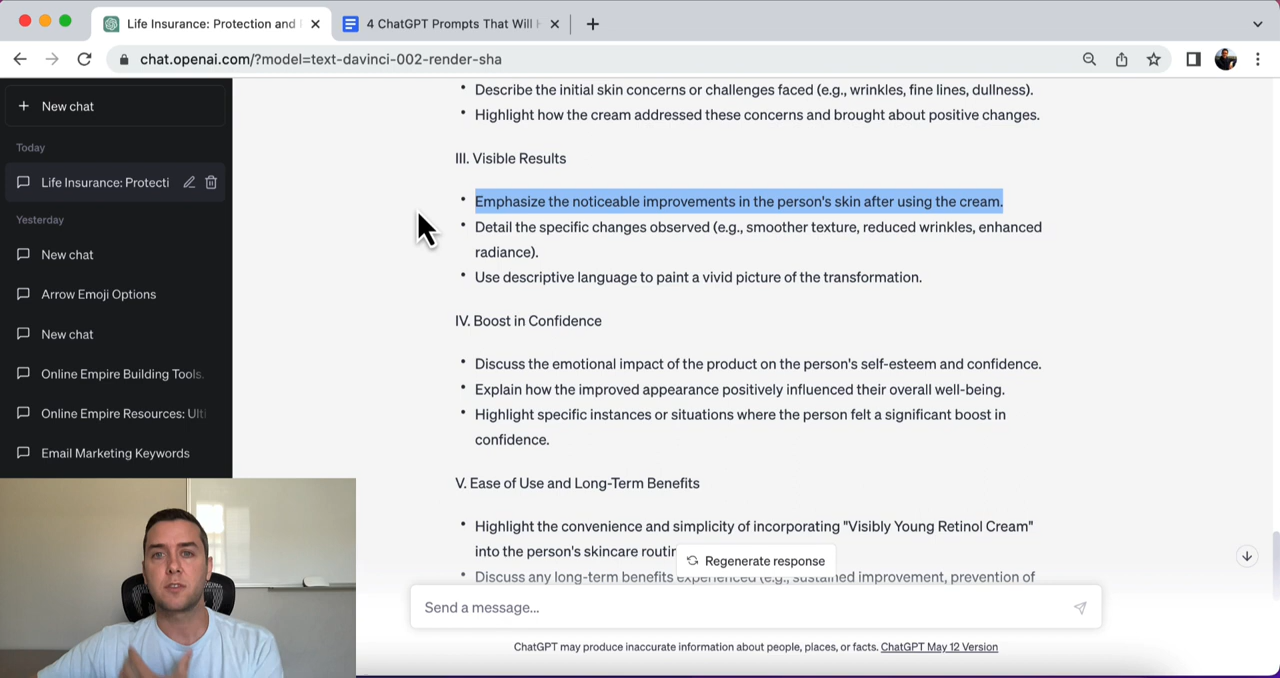 Life Insurance: Protection and
4 ChatGPT Prompts That Will H
chat.openai.com/?model=text-davinci-002-render-sha
New chat
Today
Life Insurance: Protecti
Yesterday
New chat
Arrow Emoji Options
New chat
Online Empire Building Tools.
Online Empire Resources: Ulti
Email Marketing Keywords
• Describe the initial skin concerns or challenges faced (e.g., wrinkles, fine lines, dullness).
• Highlight how the cream addressed these concerns and brought about positive changes.
III. Visible Results
• Emphasize the noticeable improvements in the person's skin after using the cream.
• Detail the specific changes observed (e.g., smoother texture, reduced wrinkles, enhanced
radiance).
• Use descriptive language to paint a vivid picture of the transformation.
IV. Boost in Confidence
• Discuss the emotional impact of the product on the person's self-esteem and confidence.
• Explain how the improved appearance positively influenced their overall well-being.
• Highlight specific instances or situations where the person felt a significant boost in
confidence.
V. Ease of Use and Long-Term Benefits
• Highlight the convenience and simplicity of incorporating "Visibly Young Retinol Cream"
into the person's skincare routin
Regenerate response
• Discuss any long-term benefits experienced (e.g., sustained improvement, prevention of
Send a message...
ChatGPT may produce inaccurate information about people, places, or facts. ChatGPT May 12 Version